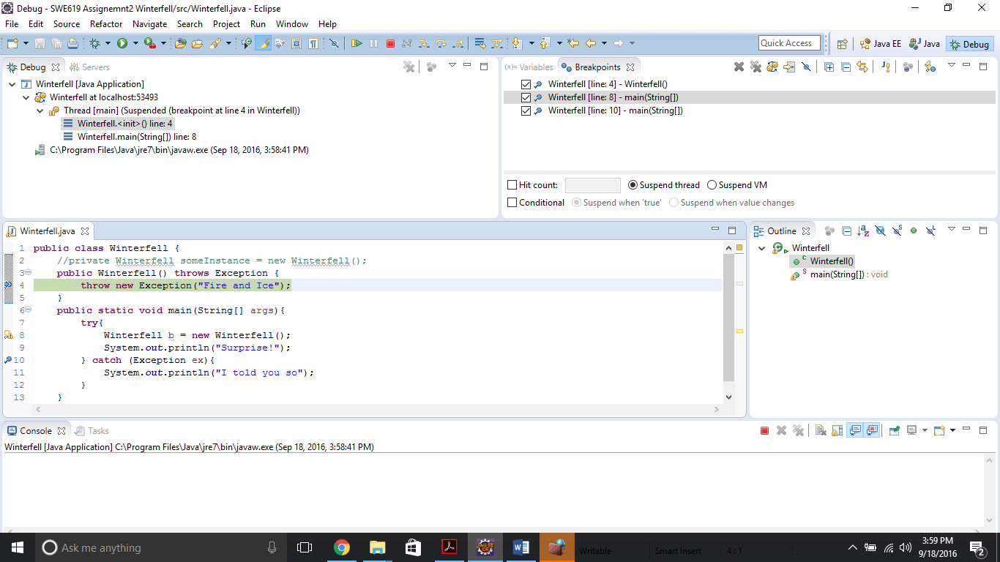 Debug - SWE619 Assignemnt2 Winterfell/src/Winterfell.java - Eclipse
File Edit Source Refactor Navigate Search Project Run Window Help
Quick Access
Java EE
Java
Debug
Debug
Servers
Winterfell [Java Application]
Winterfell at localhost:53493
Thread [main] (Suspended (breakpoint at line 4 in Winterfell))
Winterfell.<init>() line: 4
Winterfell.main(String[]) line: 8
C:\Program Files\Java\jre7\bin\javaw.exe (Sep 18, 2016, 3:58:41 PM)
(x)= Variables
Breakpoints
Winterfell [line: 4] - Winterfell()
Winterfell [line: 8] - main(String[])
Winterfell [line: 10] - main(String[])
Hit count: Suspend thread Suspend VM
Conditional Suspend when 'true' Suspend when value changes
Winterfell.java
1 public class Winterfell {
2 //private Winterfell someInstance = new Winterfell();
3 public Winterfell() throws Exception {
4 throw new Exception("Fire and Ice");
5 }
6 public static void main(String[] args){
7 try{
8 Winterfell b = new Winterfell();
9 System.out.println("Surprise!");
10 } catch (Exception ex){
11 System.out.println("I told you so");
12 }
13 }
Outline
Winterfell
Winterfell()
main(String[]) : void
Console
Tasks
Winterfell [Java Application] C:\Program Files\Java\jre7\bin\javaw.exe (Sep 18, 2016, 3:58:41 PM)
Ask me anything
Writable
Smart Insert
4 : 1
3:59 PM
9/18/2016
2